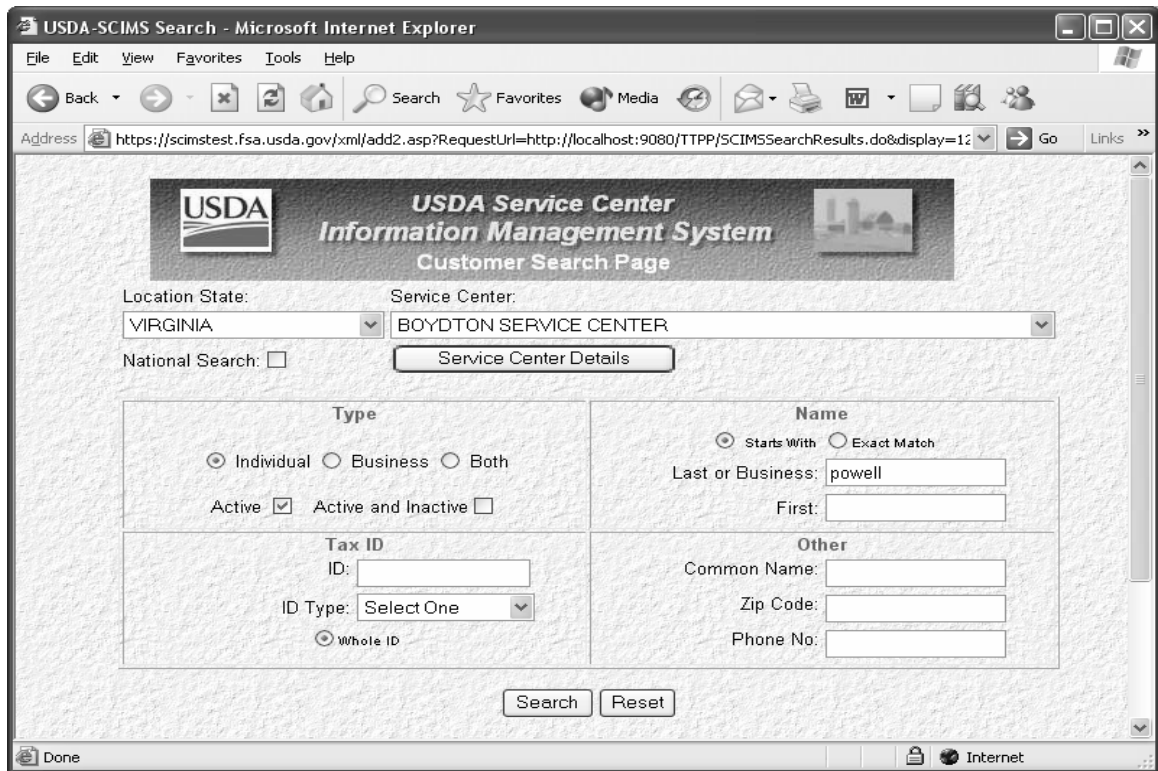 USDA-SCIMS Search - Microsoft Internet Explorer
File Edit View Favorites Tools Help
Back Search Favorites Media
Address https://scimstest.fsa.usda.gov/xml/add2.asp?RequestUrl=http://localhost:9080/TTPP/SCIMSSearchResults.do&display=12 Go Links »
USDA
USDA Service Center
Information Management System
Customer Search Page
Location State: Service Center:
VIRGINIA BOYDTON SERVICE CENTER
National Search: Service Center Details
Type
Individual Business Both
Active Active and Inactive
Name
Starts With Exact Match
Last or Business: powell
First:
Tax ID
ID:
ID Type: Select One
Whole ID
Other
Common Name:
Zip Code:
Phone No:
Search Reset
Done Internet